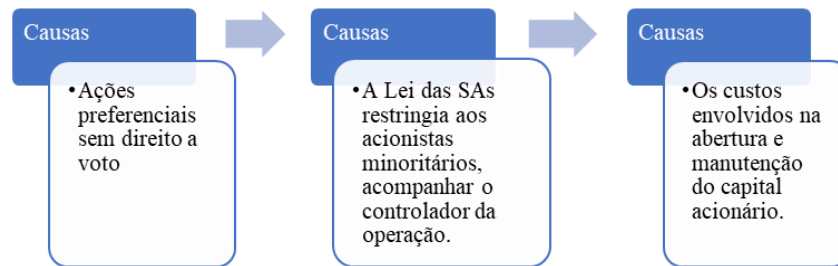 Causas
•Ações
preferenciais
sem direito a
voto
Causas
•A Lei das SAs
restringia aos
acionistas
minoritários,
acompanhar o
controlador da
operação.
Causas
•Os custos
envolvidos na
abertura e
manutenção
do capital
acionário.